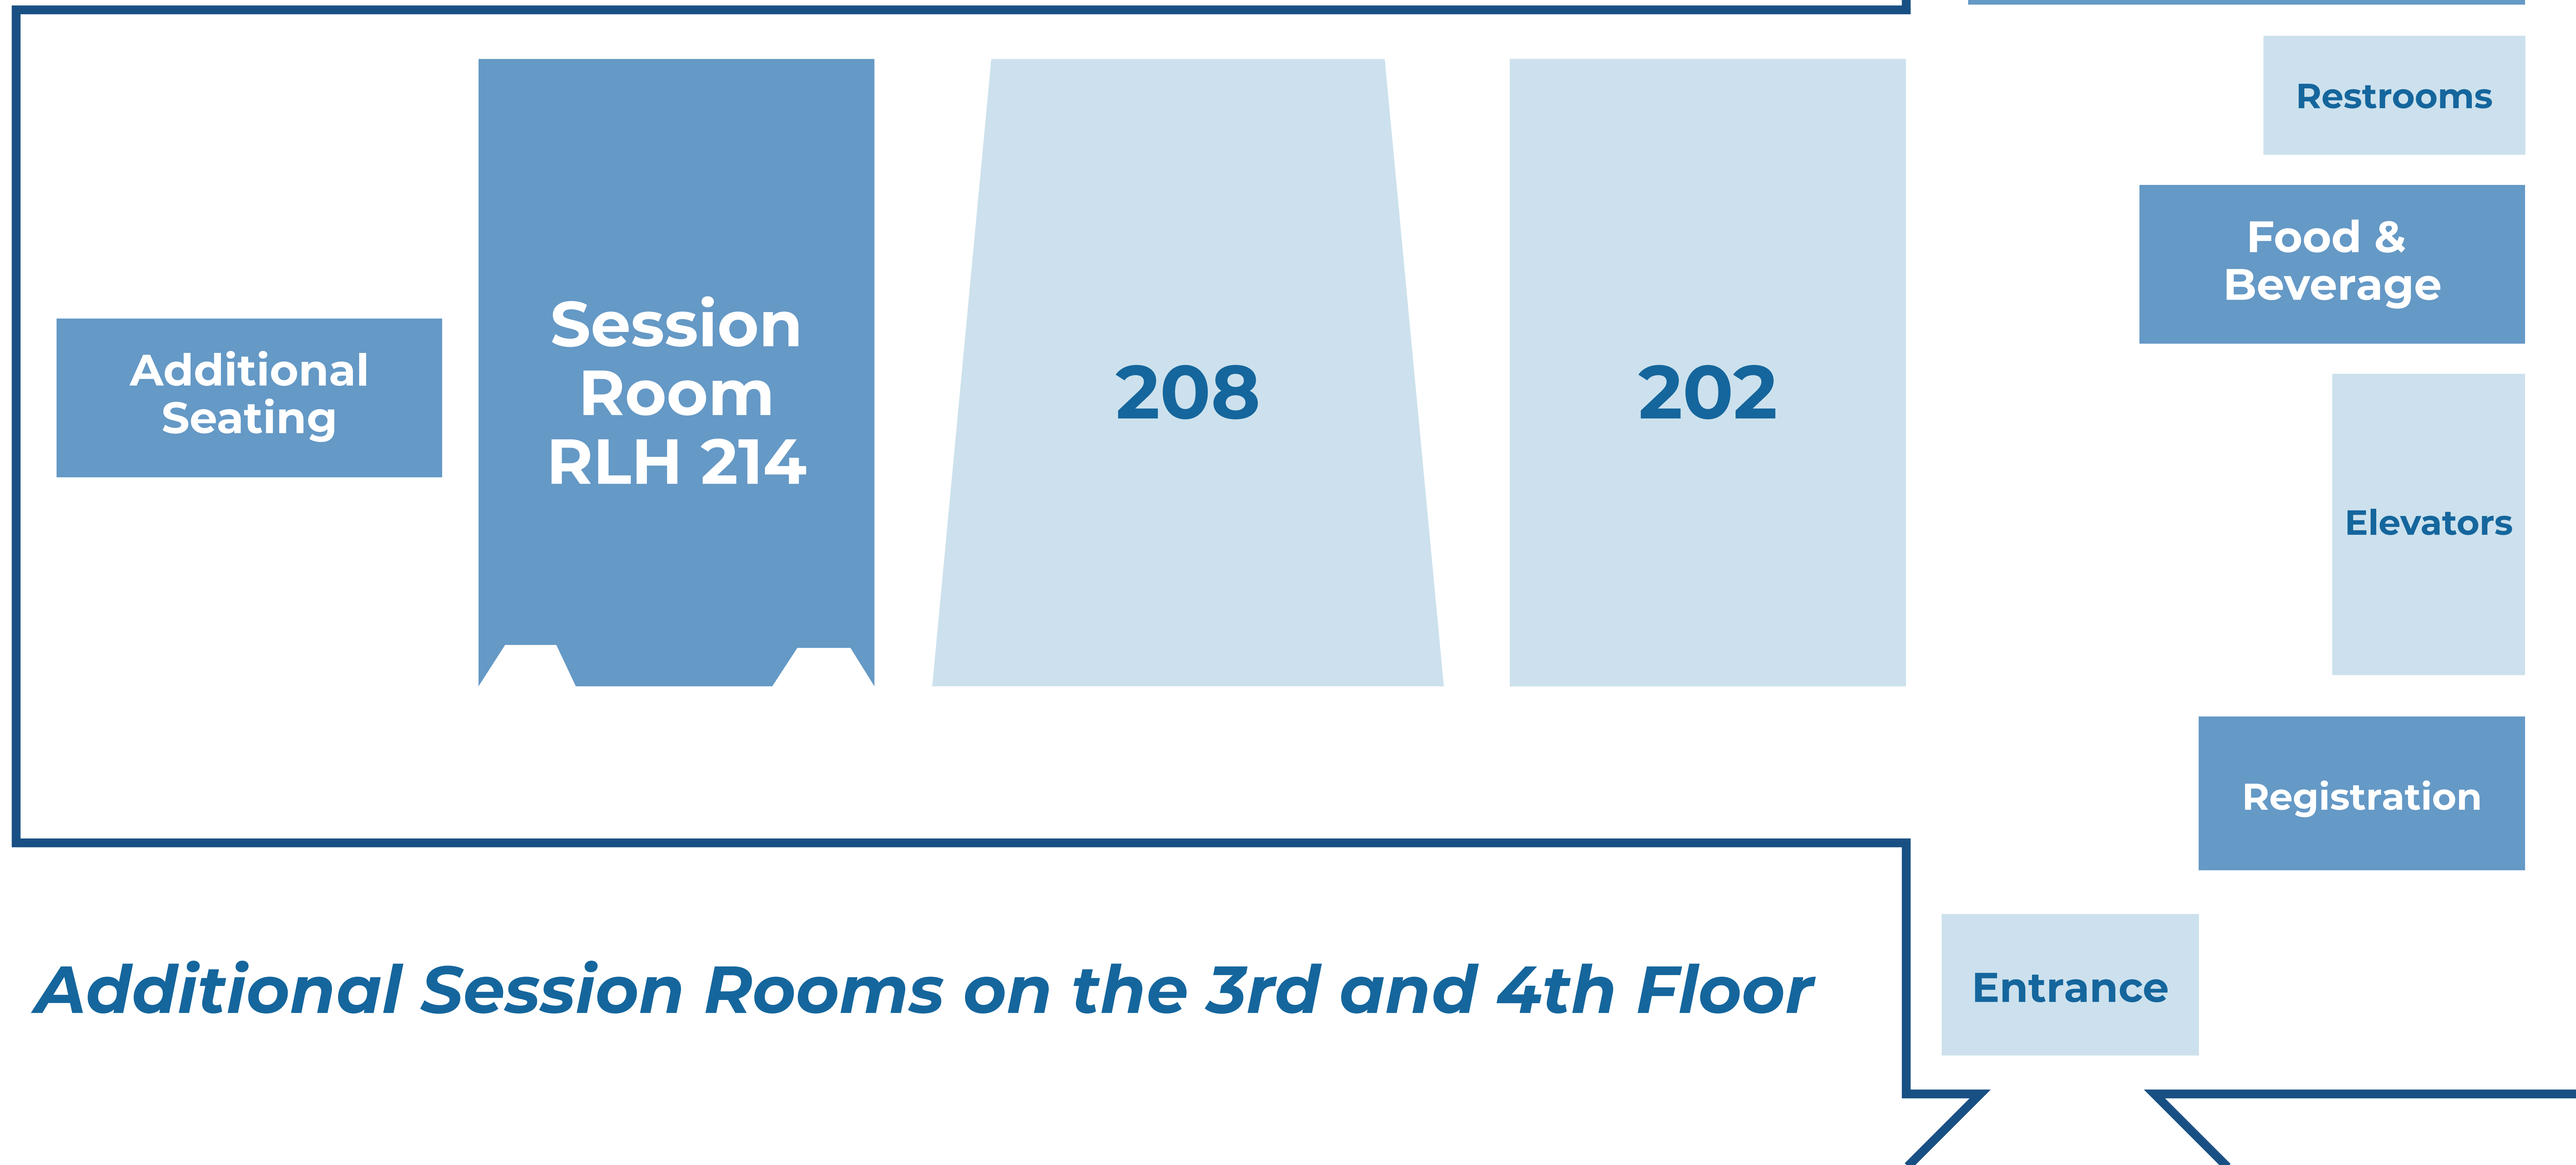 Restrooms
Food &
Beverage
Additional
Seating
Session
Room
RLH 214
208
202
Elevators
Registration
Additional Session Rooms on the 3rd and 4th Floor
Entrance